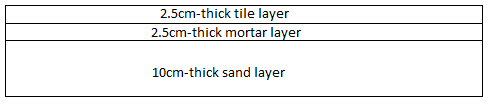 2.5cm-thick tile layer
2.5cm-thick mortar layer
10cm-thick sand layer